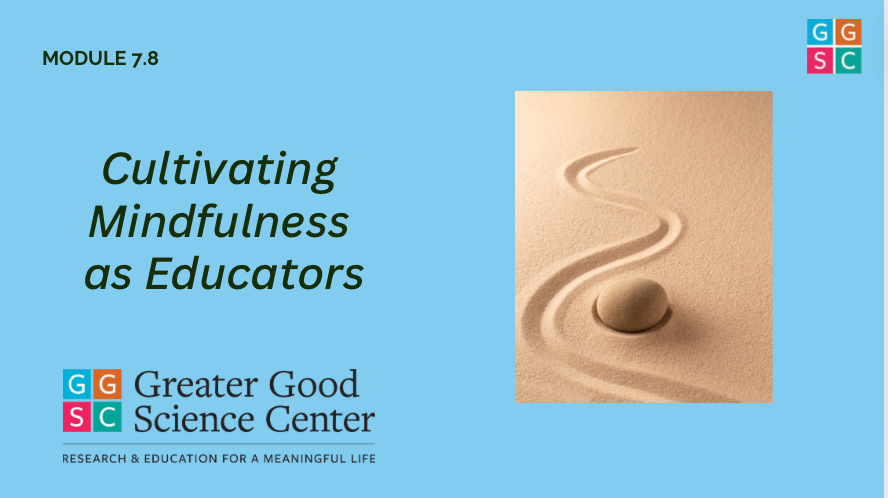 MODULE 7.8
G G
S C
Cultivating
Mindfulness
as Educators
G G
S C
Greater Good
Science Center
RESEARCH & EDUCATION FOR A MEANINGFUL LIFE